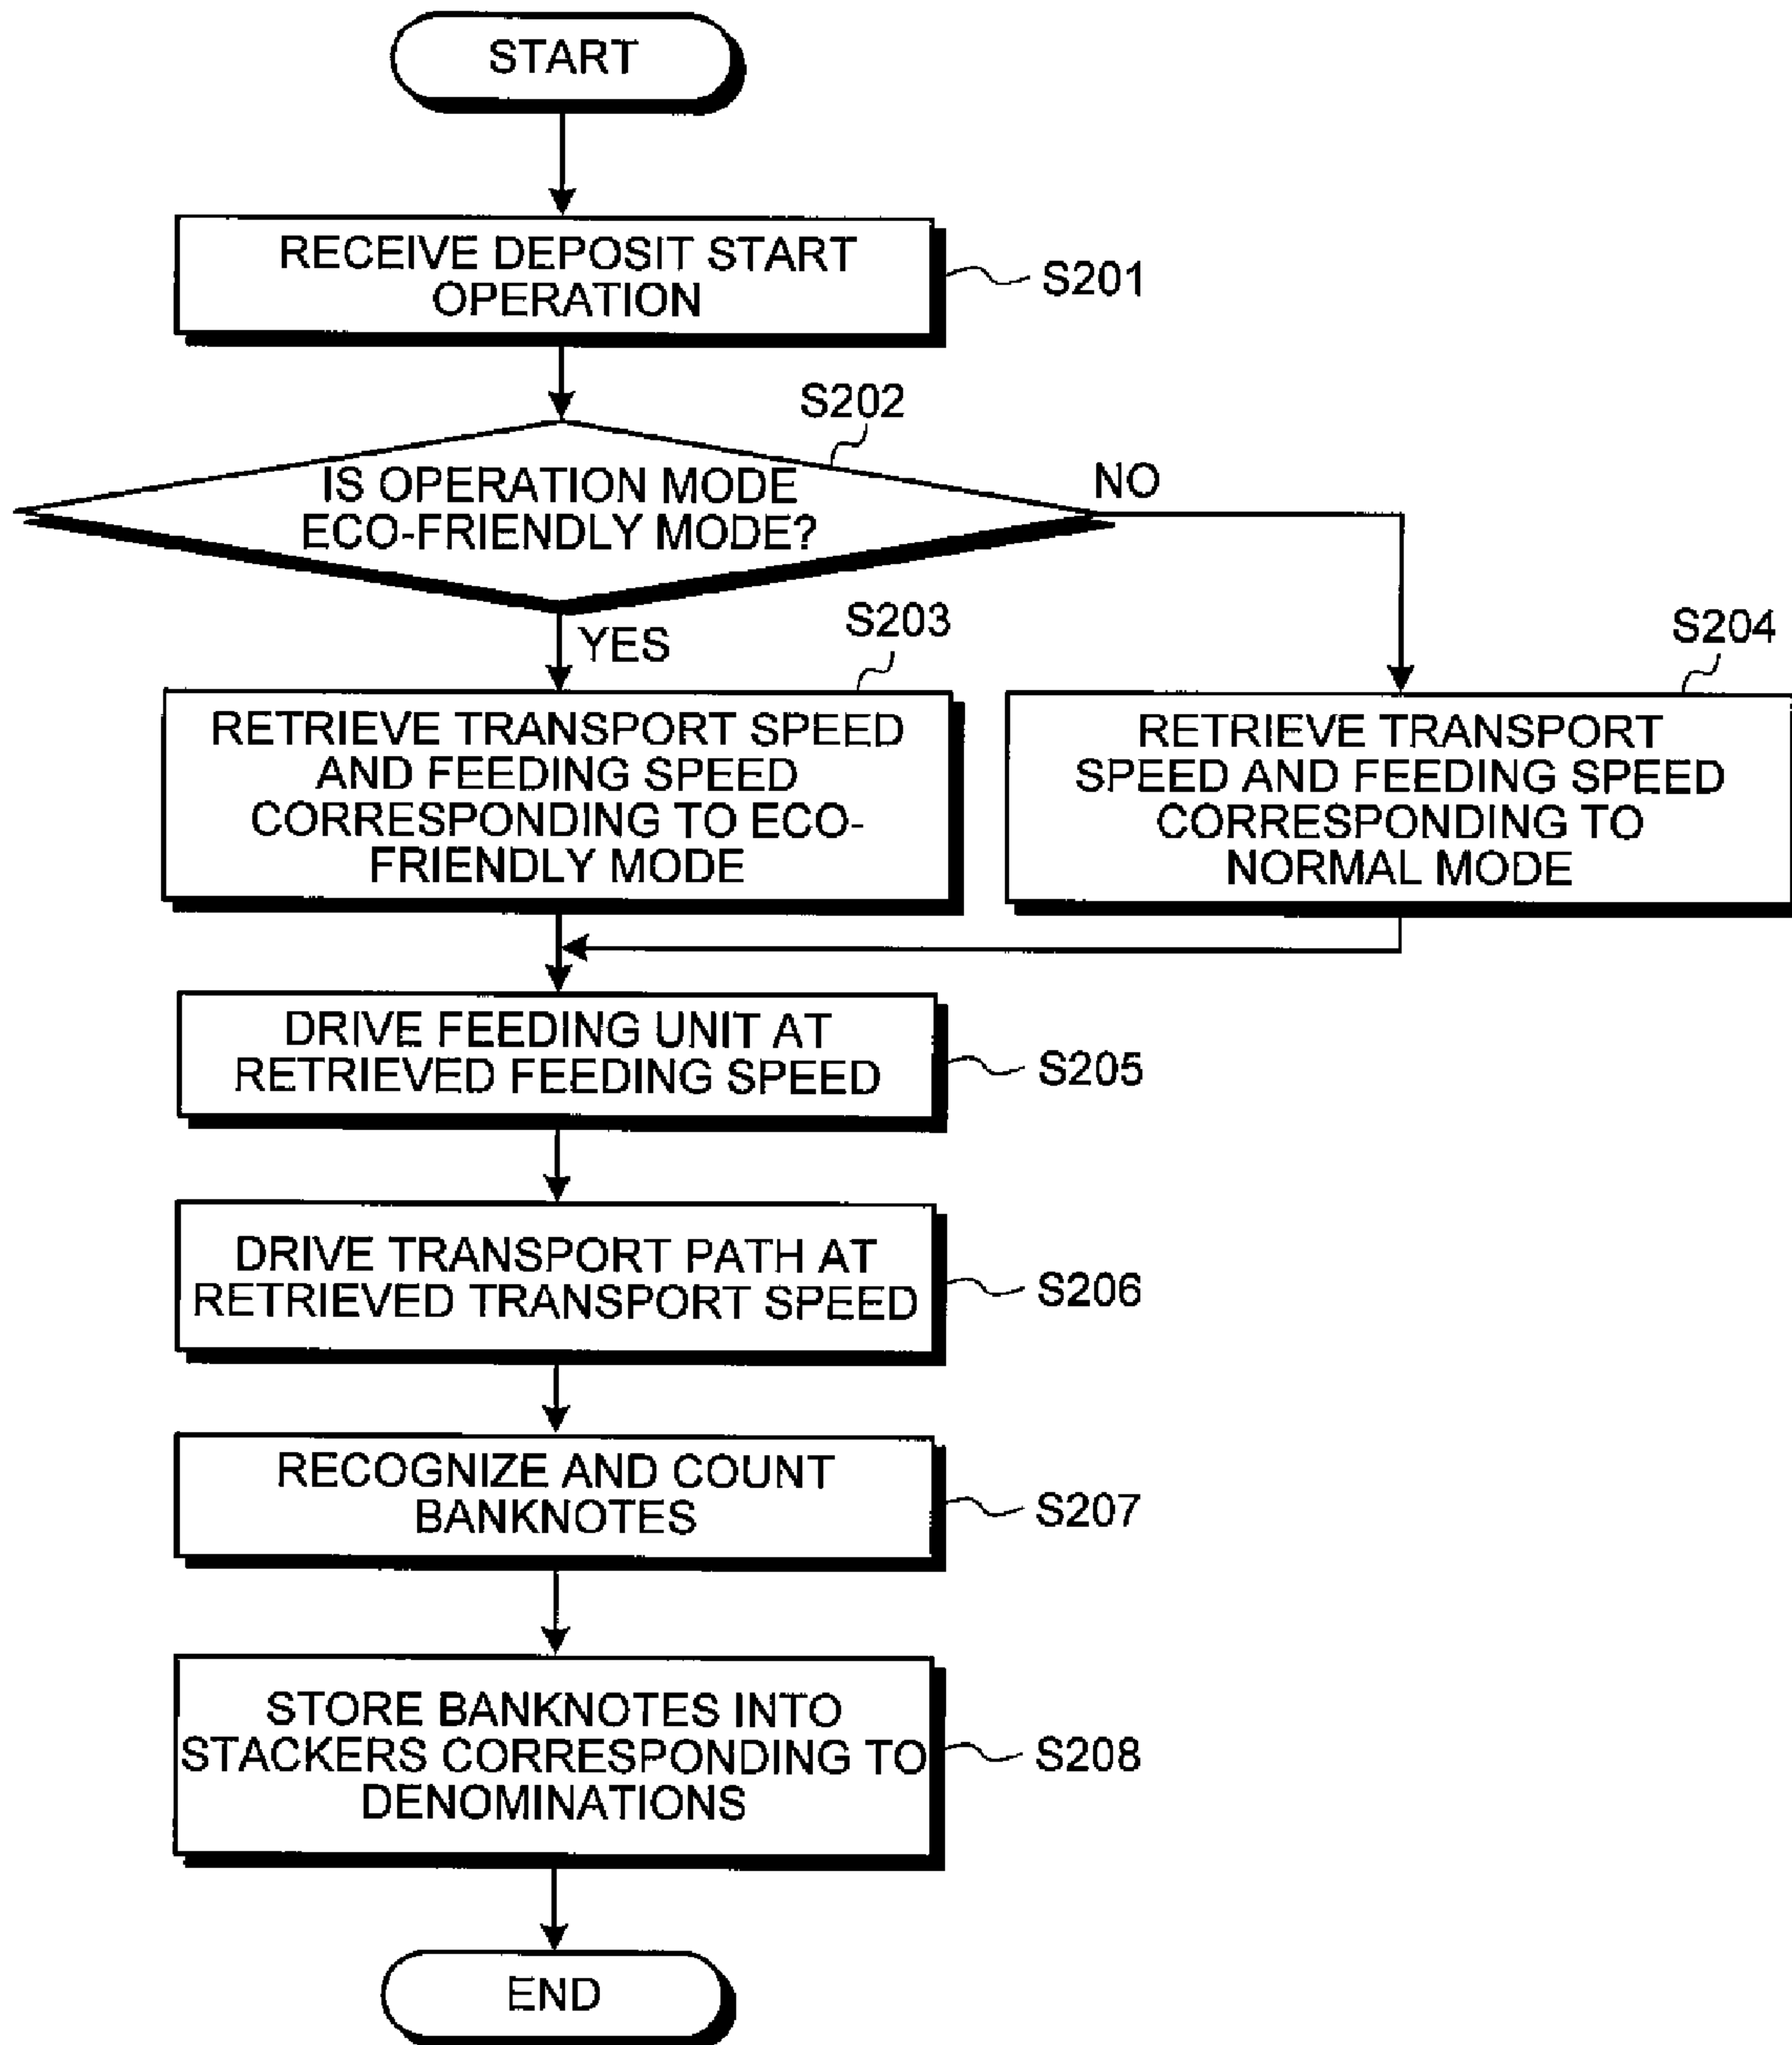 START
RECEIVE DEPOSIT START
OPERATION
S201
S202
IS OPERATION MODE
ECO-FRIENDLY MODE?
NO
YES
S203
RETRIEVE TRANSPORT SPEED
AND FEEDING SPEED
CORRESPONDING TO ECO-
FRIENDLY MODE
S204
RETRIEVE TRANSPORT
SPEED AND FEEDING SPEED
CORRESPONDING TO
NORMAL MODE
DRIVE FEEDING UNIT AT
RETRIEVED FEEDING SPEED
S205
DRIVE TRANSPORT PATH AT
RETRIEVED TRANSPORT SPEED
S206
RECOGNIZE AND COUNT
BANKNOTES
S207
STORE BANKNOTES INTO
STACKERS CORRESPONDING TO
DENOMINATIONS
S208
END